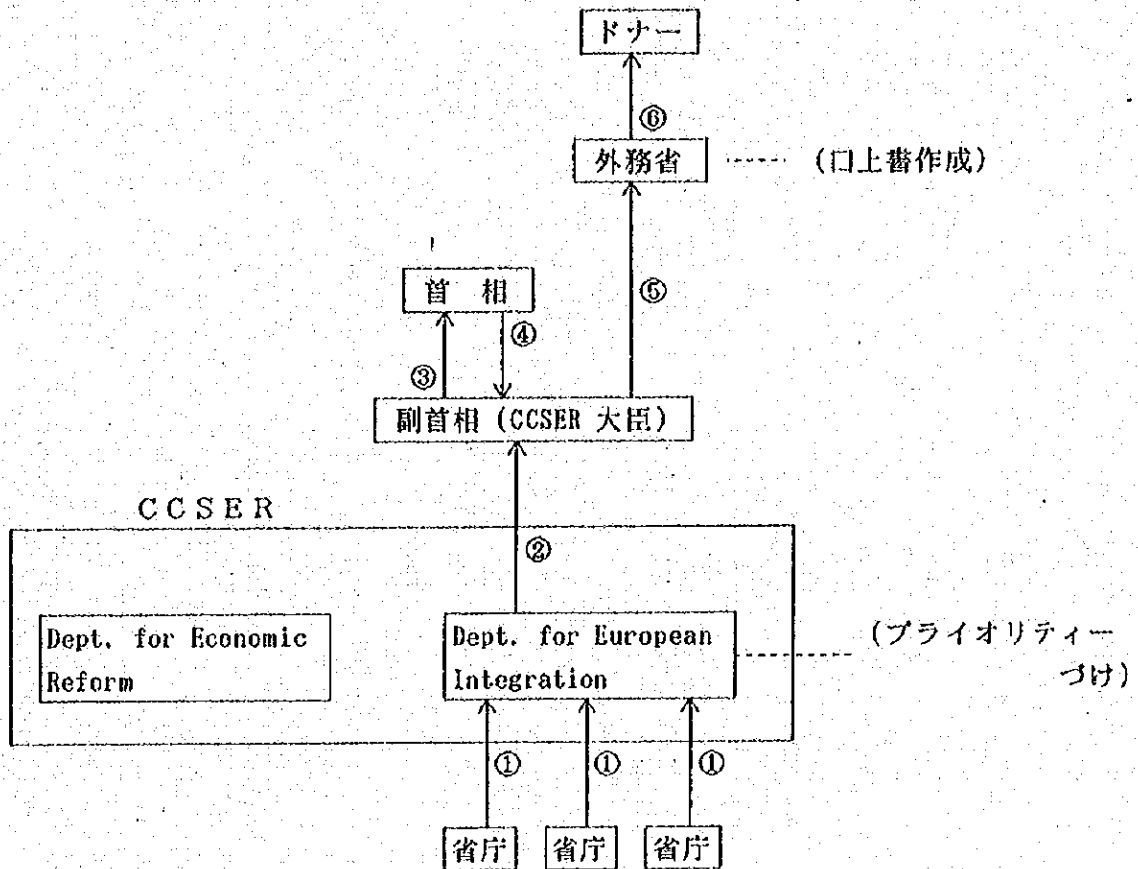 ドナー
⑥
外務省
(口上書作成)
首 相
⑤
④
③
副首相 (CCSER 大臣)
CCSER
②
Dept. for Economic
Reform
Dept. for European
Integration
(プライオリティー
づけ)
① ① ①
省庁 省庁 省庁